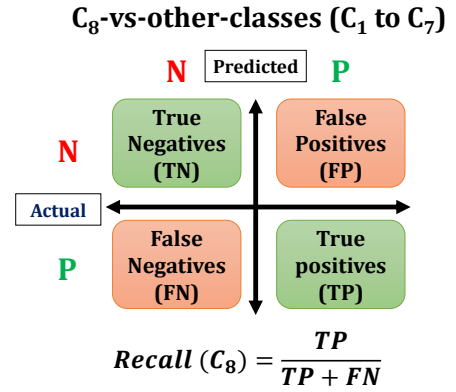 C₈-vs-other-classes (C₁ to C₇)
N Predicted P
N
True Negatives (TN)
False Positives (FP)
Actual
P
False Negatives (FN)
True positives (TP)
Recall (C₈) = TP / TP + FN